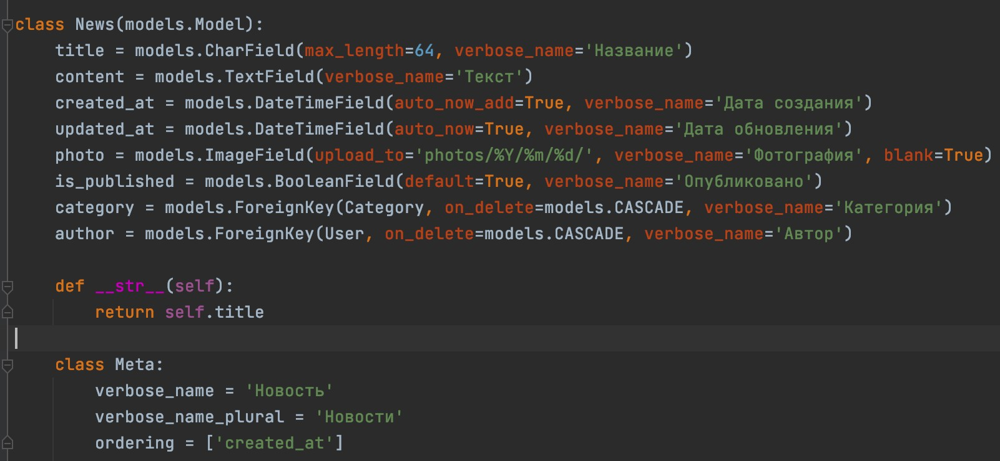 class News(models.Model):
    title = models.CharField(max_length=64, verbose_name='Название')
    content = models.TextField(verbose_name='Текст')
    created_at = models.DateTimeField(auto_now_add=True, verbose_name='Дата создания')
    updated_at = models.DateTimeField(auto_now=True, verbose_name='Дата обновления')
    photo = models.ImageField(upload_to='photos/%Y/%m/%d/', verbose_name='Фотография', blank=True)
    is_published = models.BooleanField(default=True, verbose_name='Опубликовано')
    category = models.ForeignKey(Category, on_delete=models.CASCADE, verbose_name='Категория')
    author = models.ForeignKey(User, on_delete=models.CASCADE, verbose_name='Автор')
    def __str__(self):
        return self.title
    class Meta:
        verbose_name = 'Новость'
        verbose_name_plural = 'Новости'
        ordering = ['created_at']